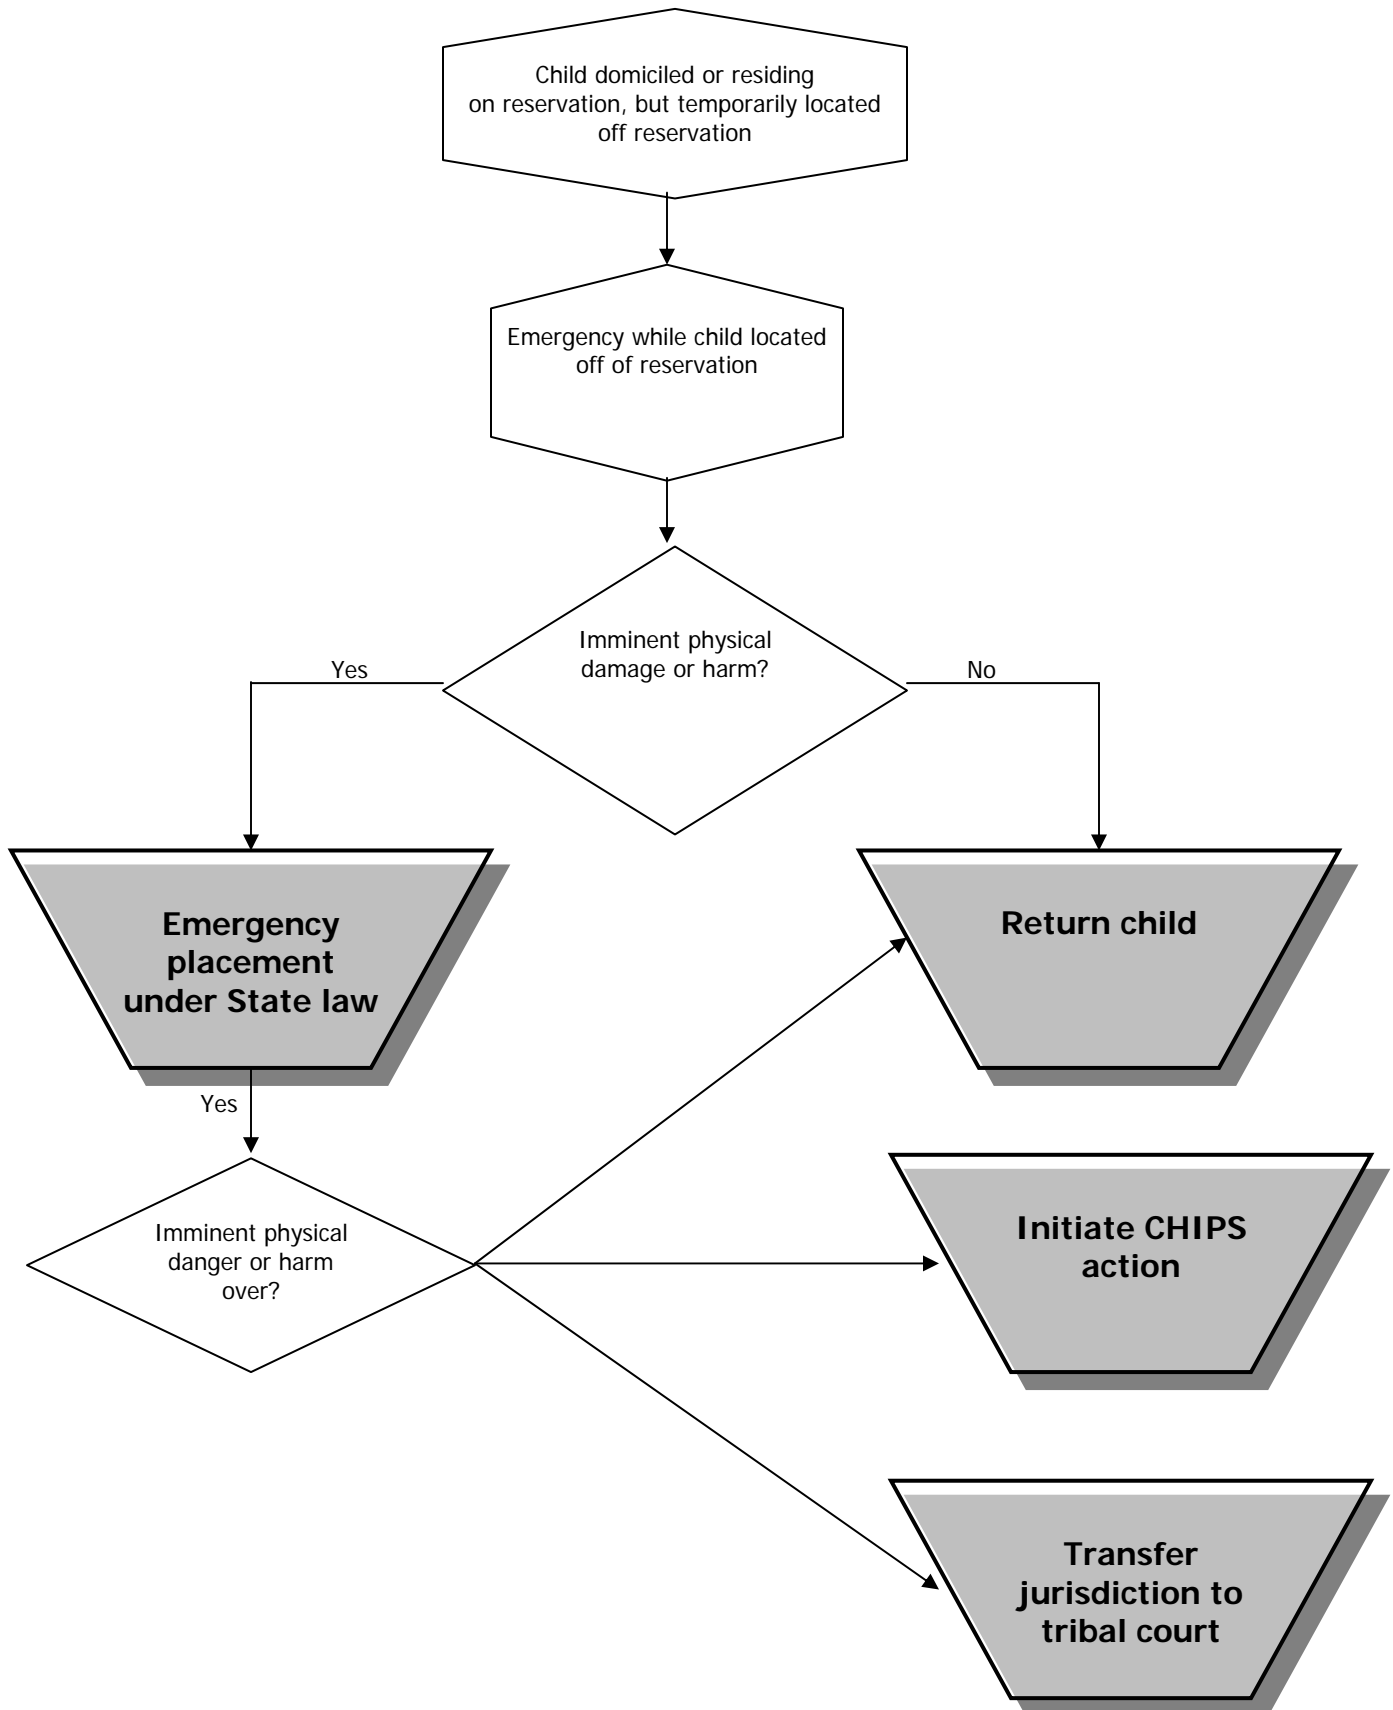 Child domiciled or residing
on reservation, but temporarily located
off reservation
Emergency while child located
off of reservation
Imminent physical
damage or harm?
Yes
No
Emergency
placement
under State law
Return child
Yes
Imminent physical
danger or harm
over?
Initiate CHIPS
action
Transfer
jurisdiction to
tribal court